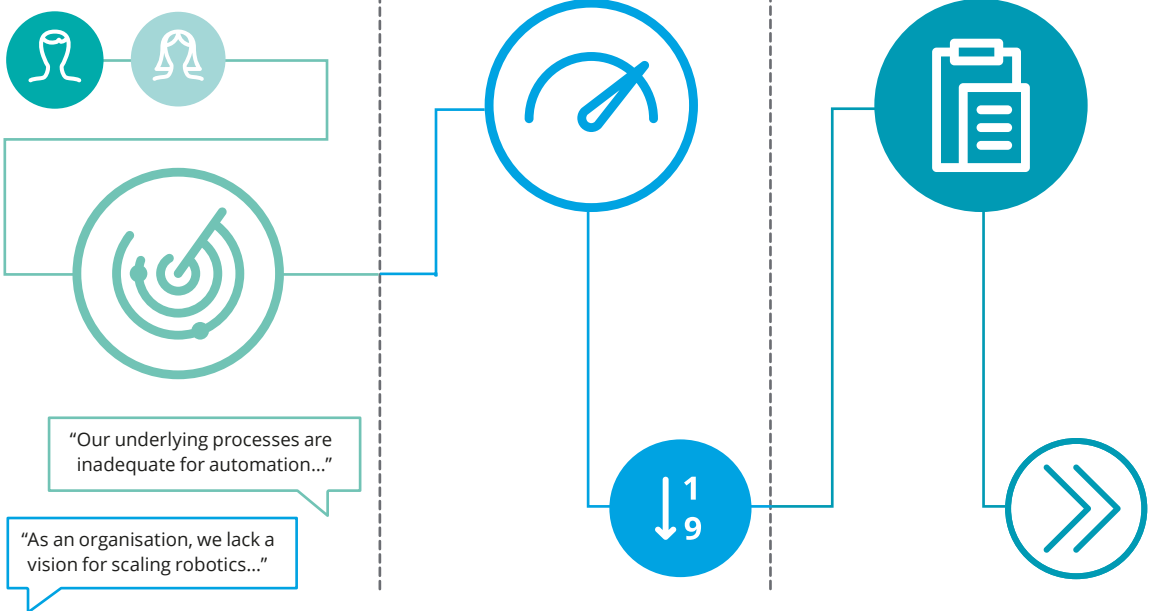 1
9
“Our underlying processes are
inadequate for automation...”
“As an organisation, we lack a
vision for scaling robotics...”